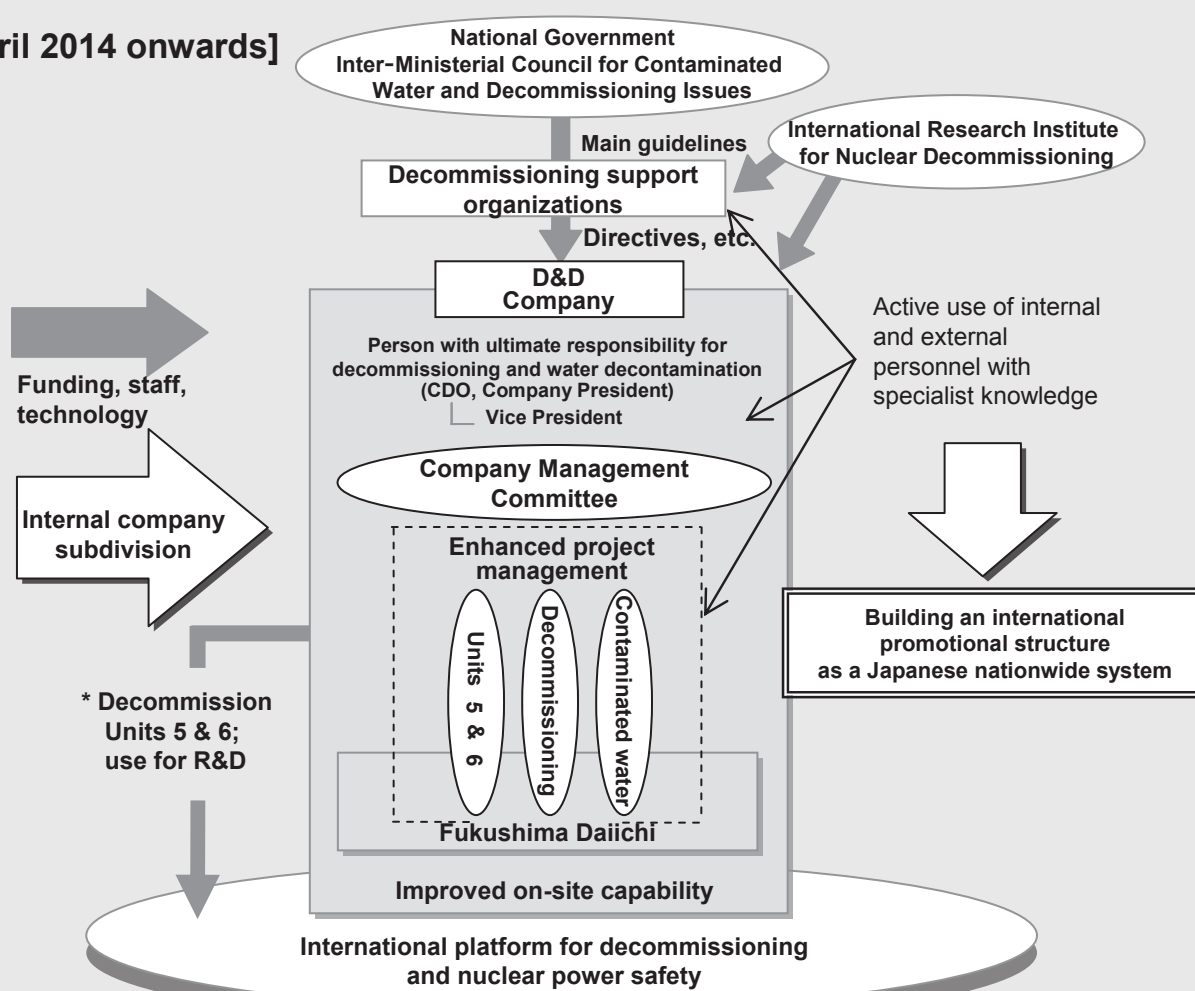 ril 2014 onwards]
National Government
Inter-Ministerial Council for Contaminated
Water and Decommissioning Issues
Main guidelines
International Research Institute
for Nuclear Decommissioning
Decommissioning support
organizations
Directives, etc.
D&D
Company
Person with ultimate responsibility for
decommissioning and water decontamination
(CDO, Company President)
Vice President
Funding, staff,
technology
Active use of internal
and external
personnel with
specialist knowledge
Company Management
Committee
Internal company
subdivision
Enhanced project
management
Units 5 & 6
Decommissioning
Contaminated water
Building an international
promotional structure
as a Japanese nationwide system
* Decommission
Units 5 & 6;
use for R&D
Fukushima Daiichi
Improved on-site capability
International platform for decommissioning
and nuclear power safety